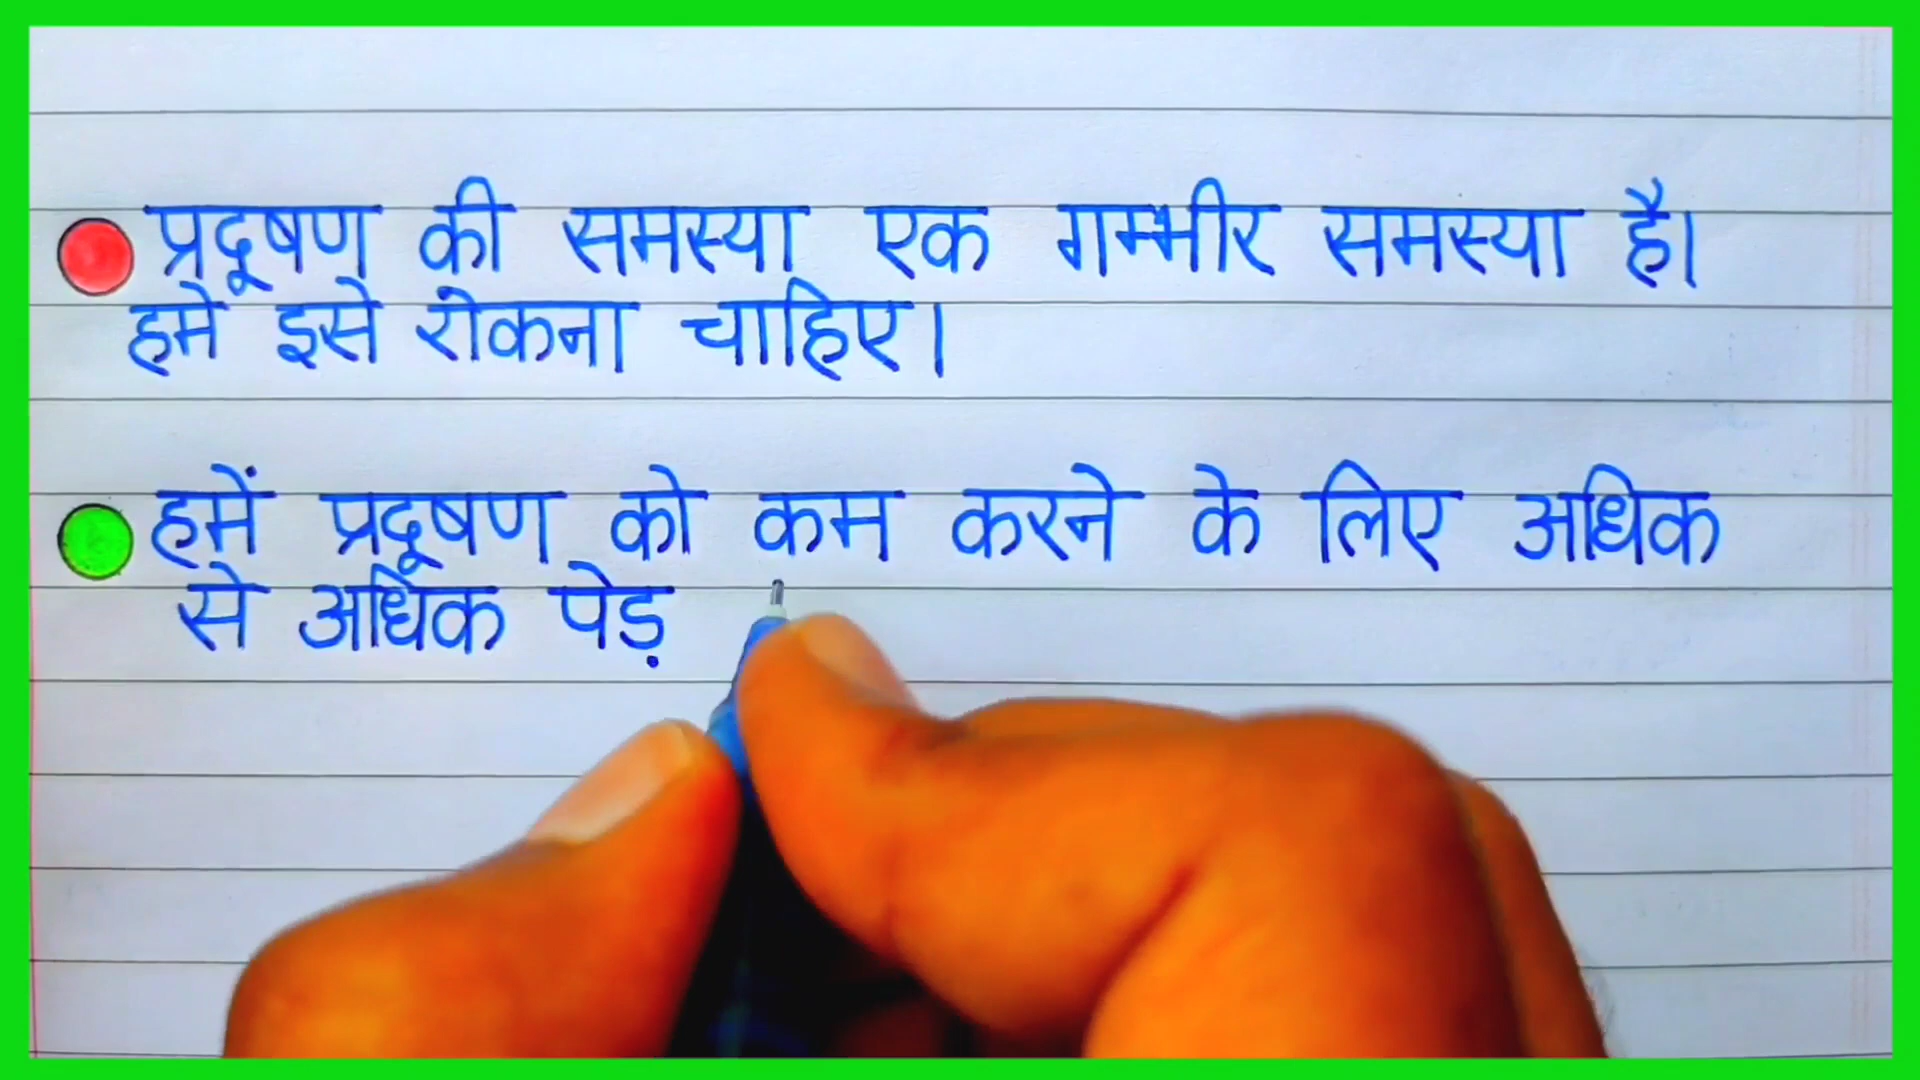 प्रदूषण की समस्या एक गम्भीर समस्या है।
हमे इसे रोकना चाहिए।
हमें प्रदूषण को कम करने के लिए अधिक
से अधिक पेड़